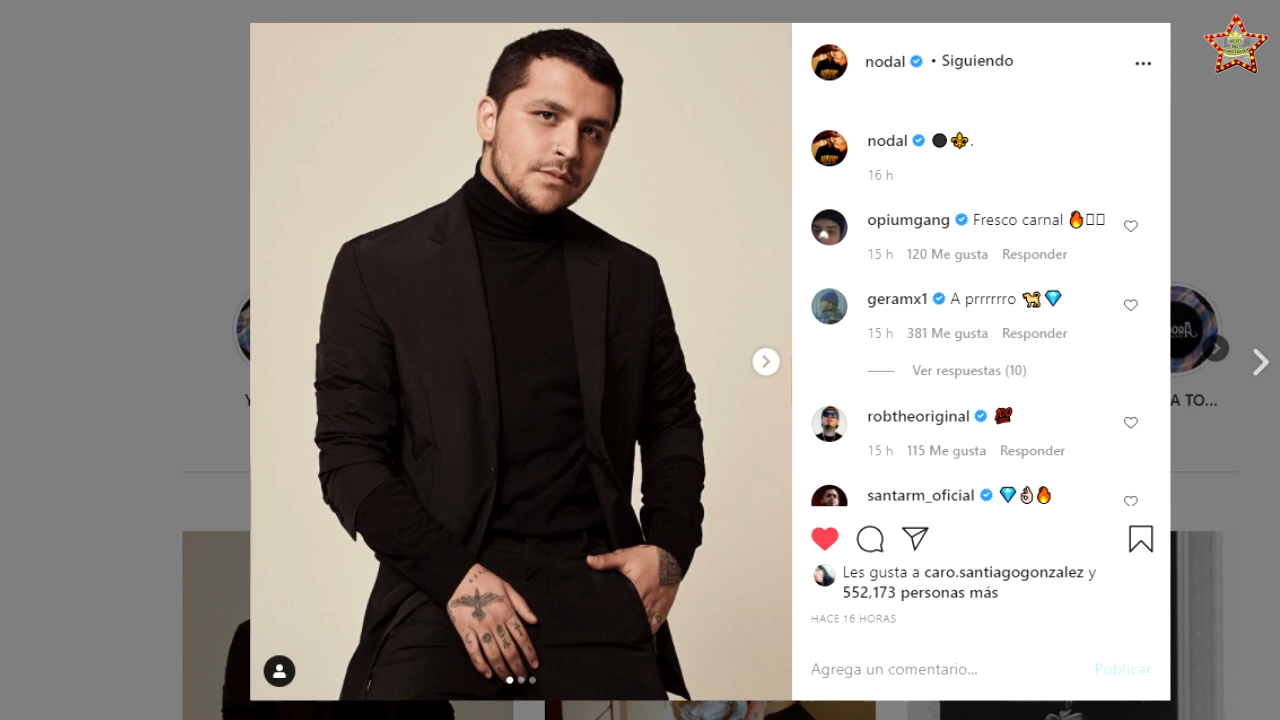 nodal • Siguiendo
nodal ⚫⚜️.
16 h
opiumgang Fresco carnal 🔥▯▯
15 h 120 Me gusta Responder
geramx1 A prrrrrro 🐕💎
15 h 381 Me gusta Responder
Ver respuestas (10)
robtheoriginal 💯
15 h 115 Me gusta Responder
santarm_oficial 💎👌🏻🔥
Les gusta a caro.santiagogonzalez y
552,173 personas más
HACE 16 HORAS
Agrega un comentario... Publicar
A TO...